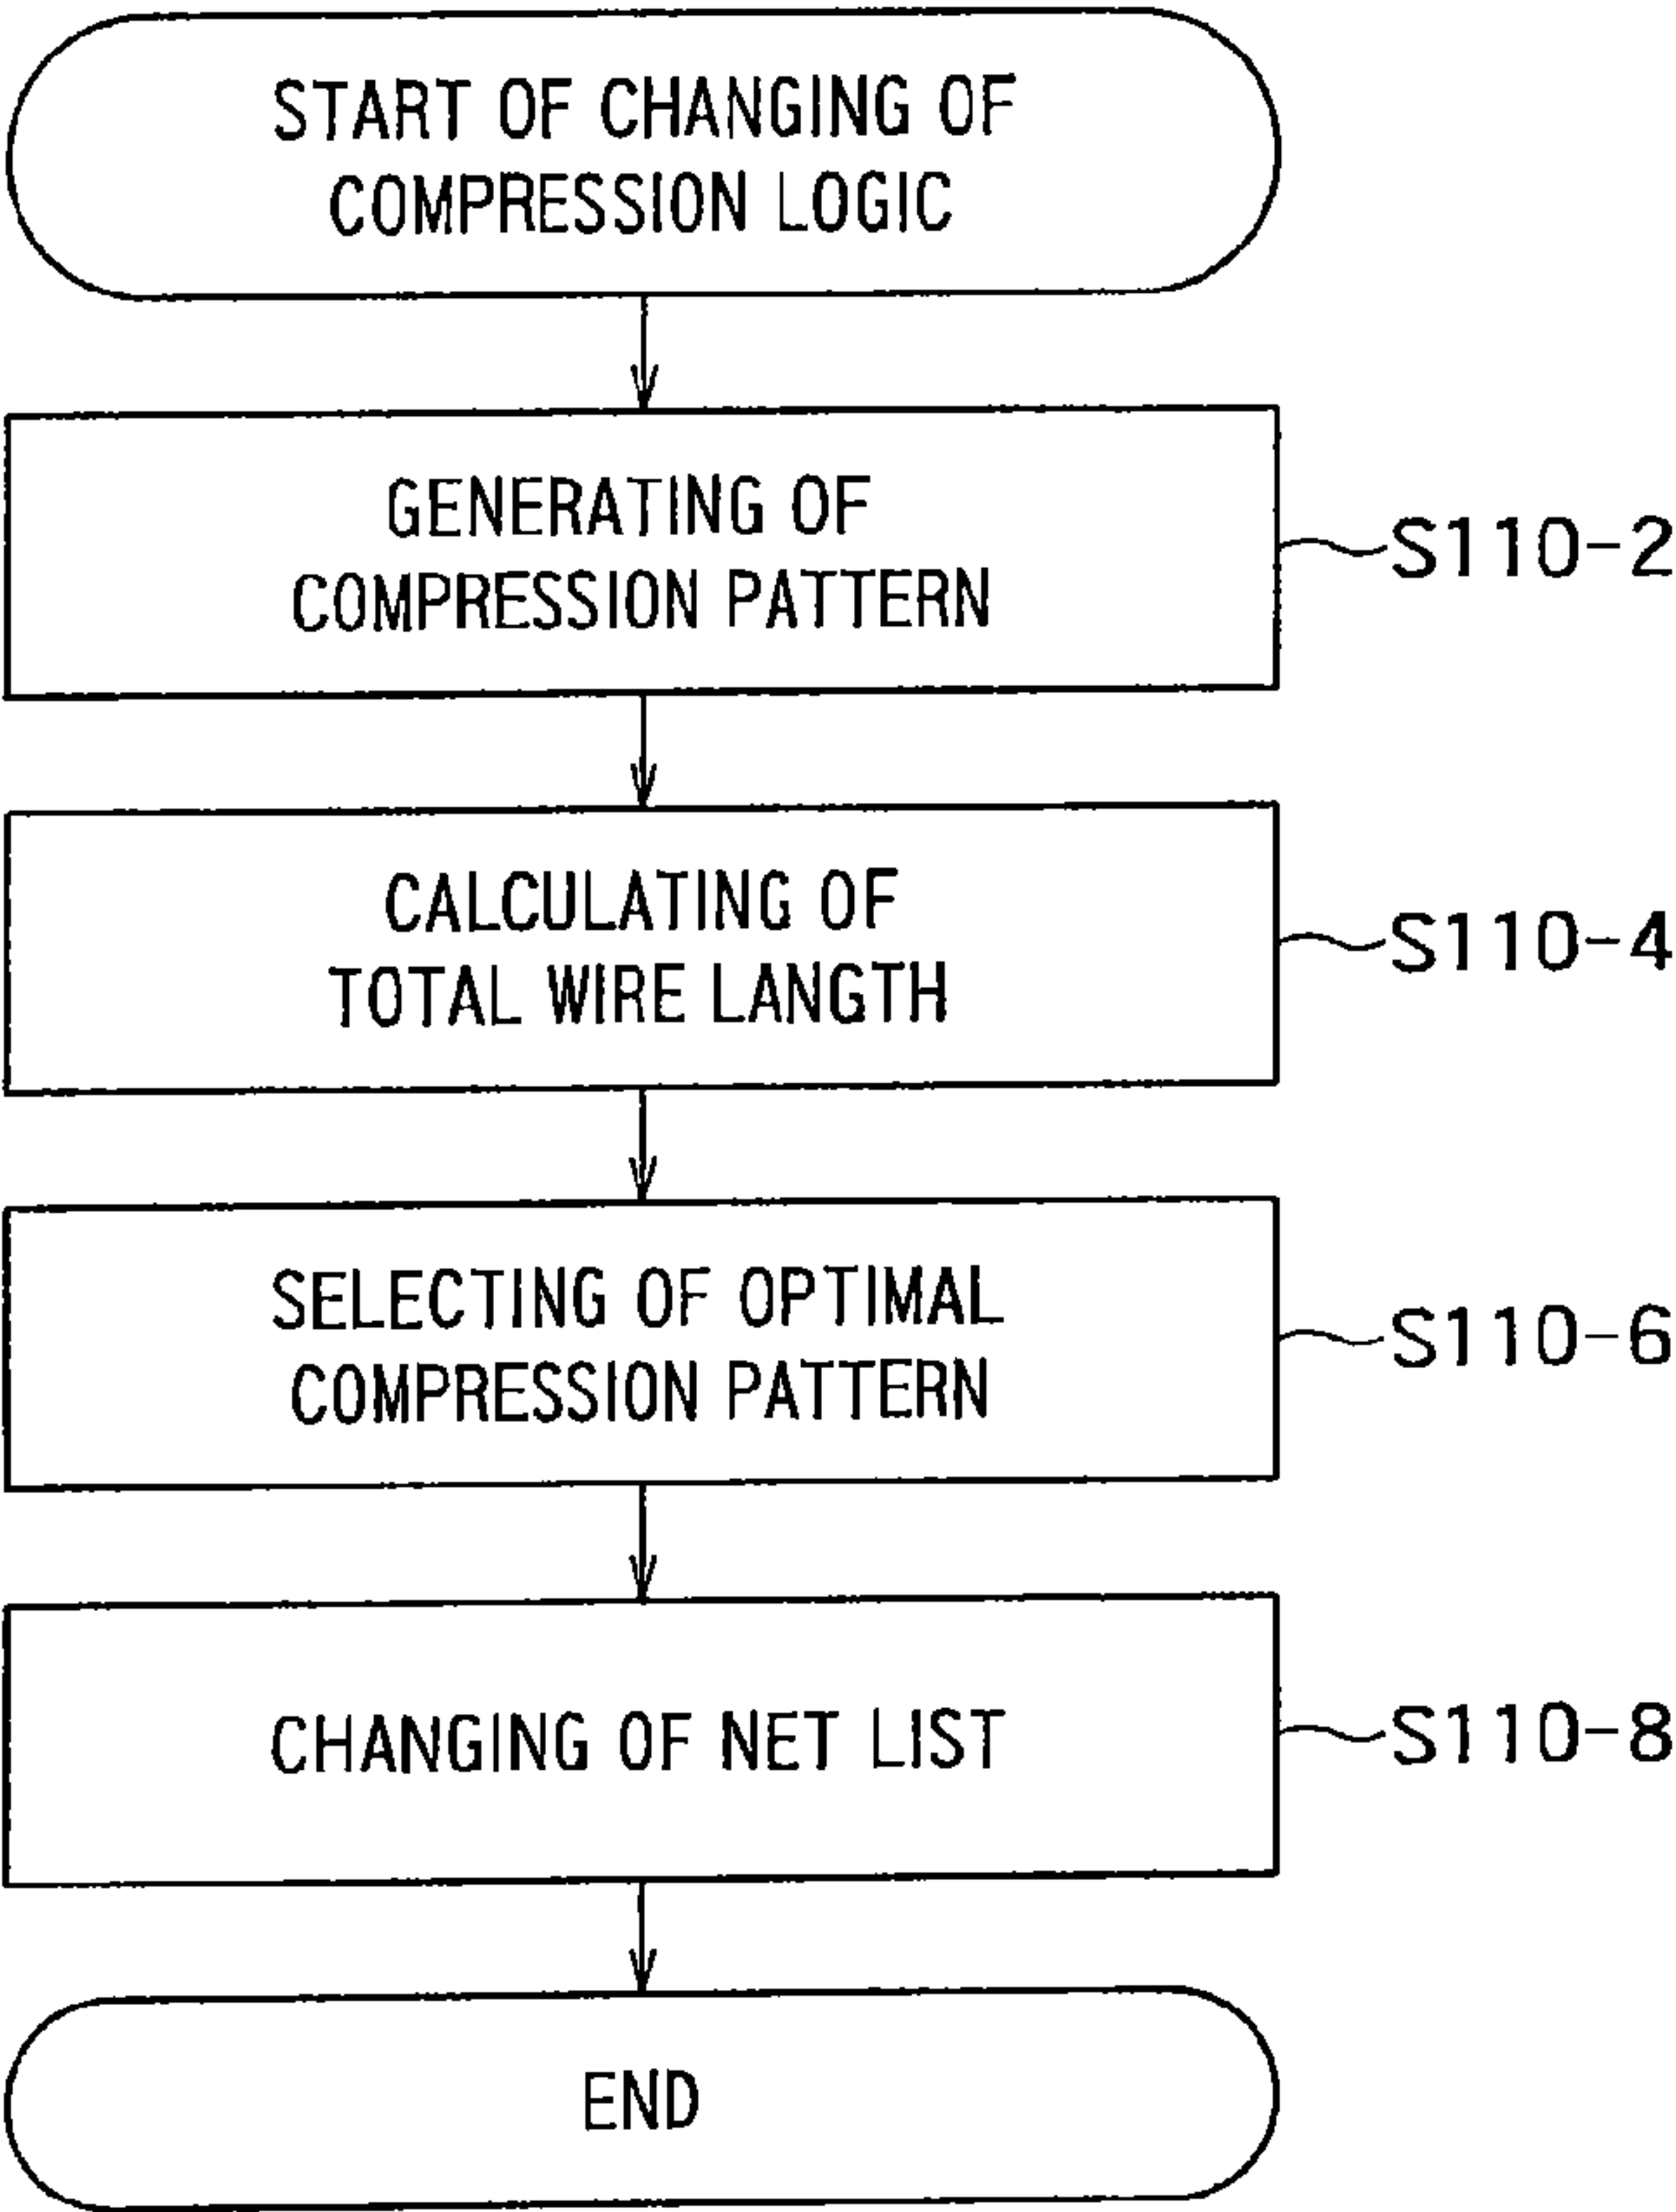 START OF CHANGING OF
COMPRESSION LOGIC
GENERATING OF
COMPRESSION PATTERN
S110-2
CALCULATING OF
TOTAL WIRE LANGTH
S110-4
SELECTING OF OPTIMAL
COMPRESSION PATTERN
S110-6
CHANGING OF NET LIST
S110-8
END